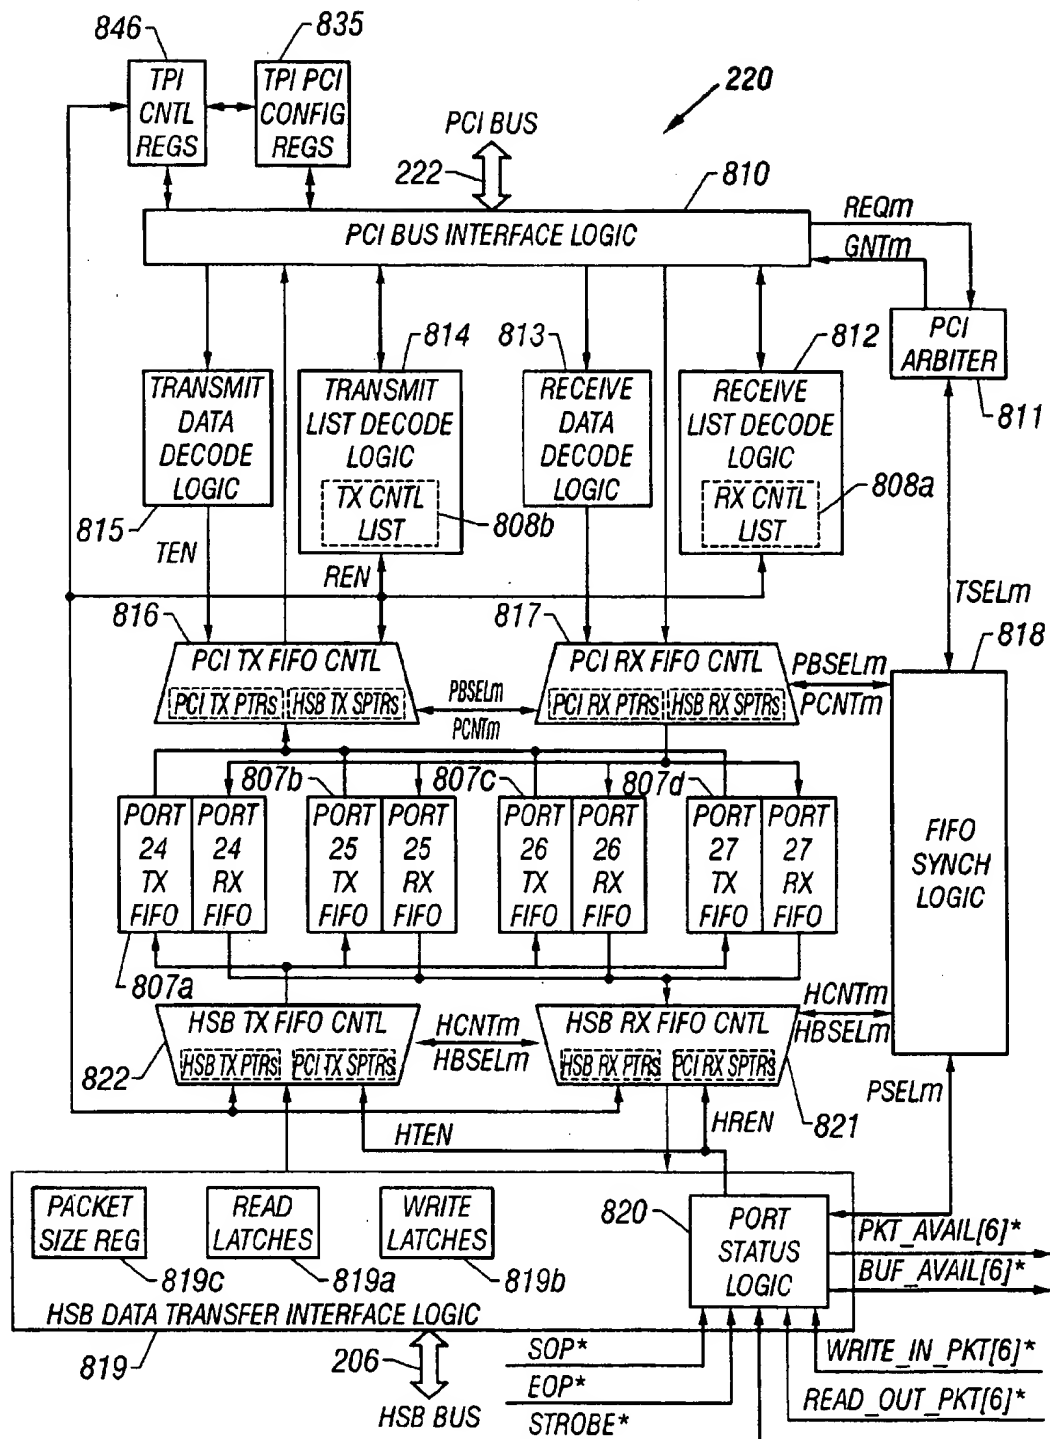 846
835
TPI
CNTL
REGS
TPI PCI
CONFIG
REGS
220
PCI BUS
222
810
PCI BUS INTERFACE LOGIC
REQm
GNTm
PCI
ARBITER
811
815
TRANSMIT
DATA
DECODE
LOGIC
814
TRANSMIT
LIST DECODE
LOGIC
TX CNTL
LIST
808b
813
RECEIVE
DATA
DECODE
LOGIC
812
RECEIVE
LIST DECODE
LOGIC
RX CNTL
LIST
808a
TEN
REN
TSELm
816
PCI TX FIFO CNTL
PCI TX PTRs
HSB TX SPTRs
PBSELm
PCNTm
817
PCI RX FIFO CNTL
PCI RX PTRs
HSB RX SPTRs
PBSELm
PCNTm
818
FIFO
SYNCH
LOGIC
807b
807c
807d
PORT
24
TX
FIFO
PORT
24
RX
FIFO
PORT
25
TX
FIFO
PORT
25
RX
FIFO
PORT
26
TX
FIFO
PORT
26
RX
FIFO
PORT
27
TX
FIFO
PORT
27
RX
FIFO
807a
HSB TX FIFO CNTL
HSB TX PTRs
PCI TX SPTRs
822
HCNTm
HBSELm
HSB RX FIFO CNTL
HSB RX PTRs
PCI RX SPTRs
821
HCNTm
HBSELm
PSELm
HTEN
HREN
PACKET
SIZE REG
819c
READ
LATCHES
819a
WRITE
LATCHES
819b
820
PORT
STATUS
LOGIC
PKT_AVAIL[6]*
BUF_AVAIL[6]*
HSB DATA TRANSFER INTERFACE LOGIC
819
206
HSB BUS
SOP*
EOP*
STROBE*
WRITE_IN_PKT[6]*
READ_OUT_PKT[6]*